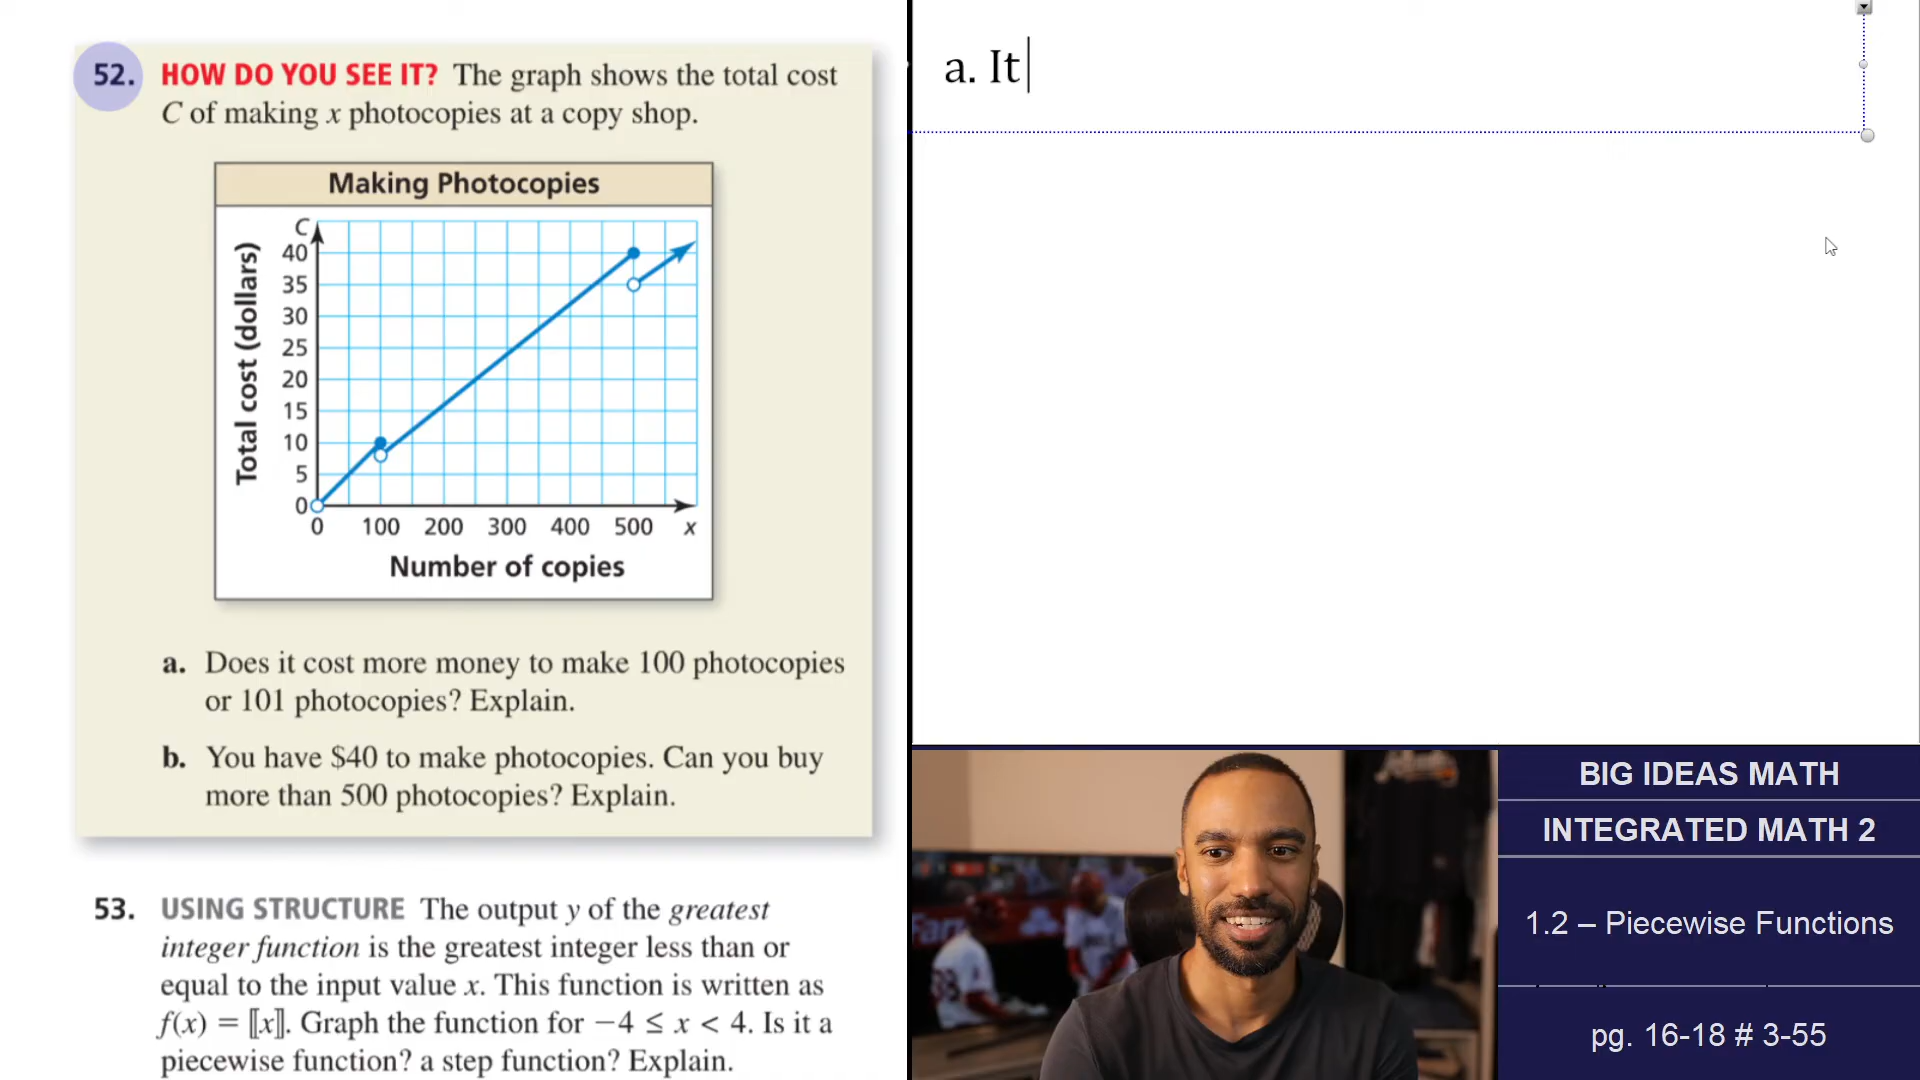 52. HOW DO YOU SEE IT? The graph shows the total cost
C of making x photocopies at a copy shop.
Making Photocopies
C
40
35
30
25
20
15
10
5
0
Total cost (dollars)
0 100 200 300 400 500 x
Number of copies
a. Does it cost more money to make 100 photocopies
or 101 photocopies? Explain.
b. You have $40 to make photocopies. Can you buy
more than 500 photocopies? Explain.
53. USING STRUCTURE The output y of the greatest
integer function is the greatest integer less than or
equal to the input value x. This function is written as
f(x) = ⟦x⟧. Graph the function for −4 ≤ x < 4. Is it a
piecewise function? a step function? Explain.
a. It
BIG IDEAS MATH
INTEGRATED MATH 2
1.2 – Piecewise Functions
pg. 16-18 # 3-55